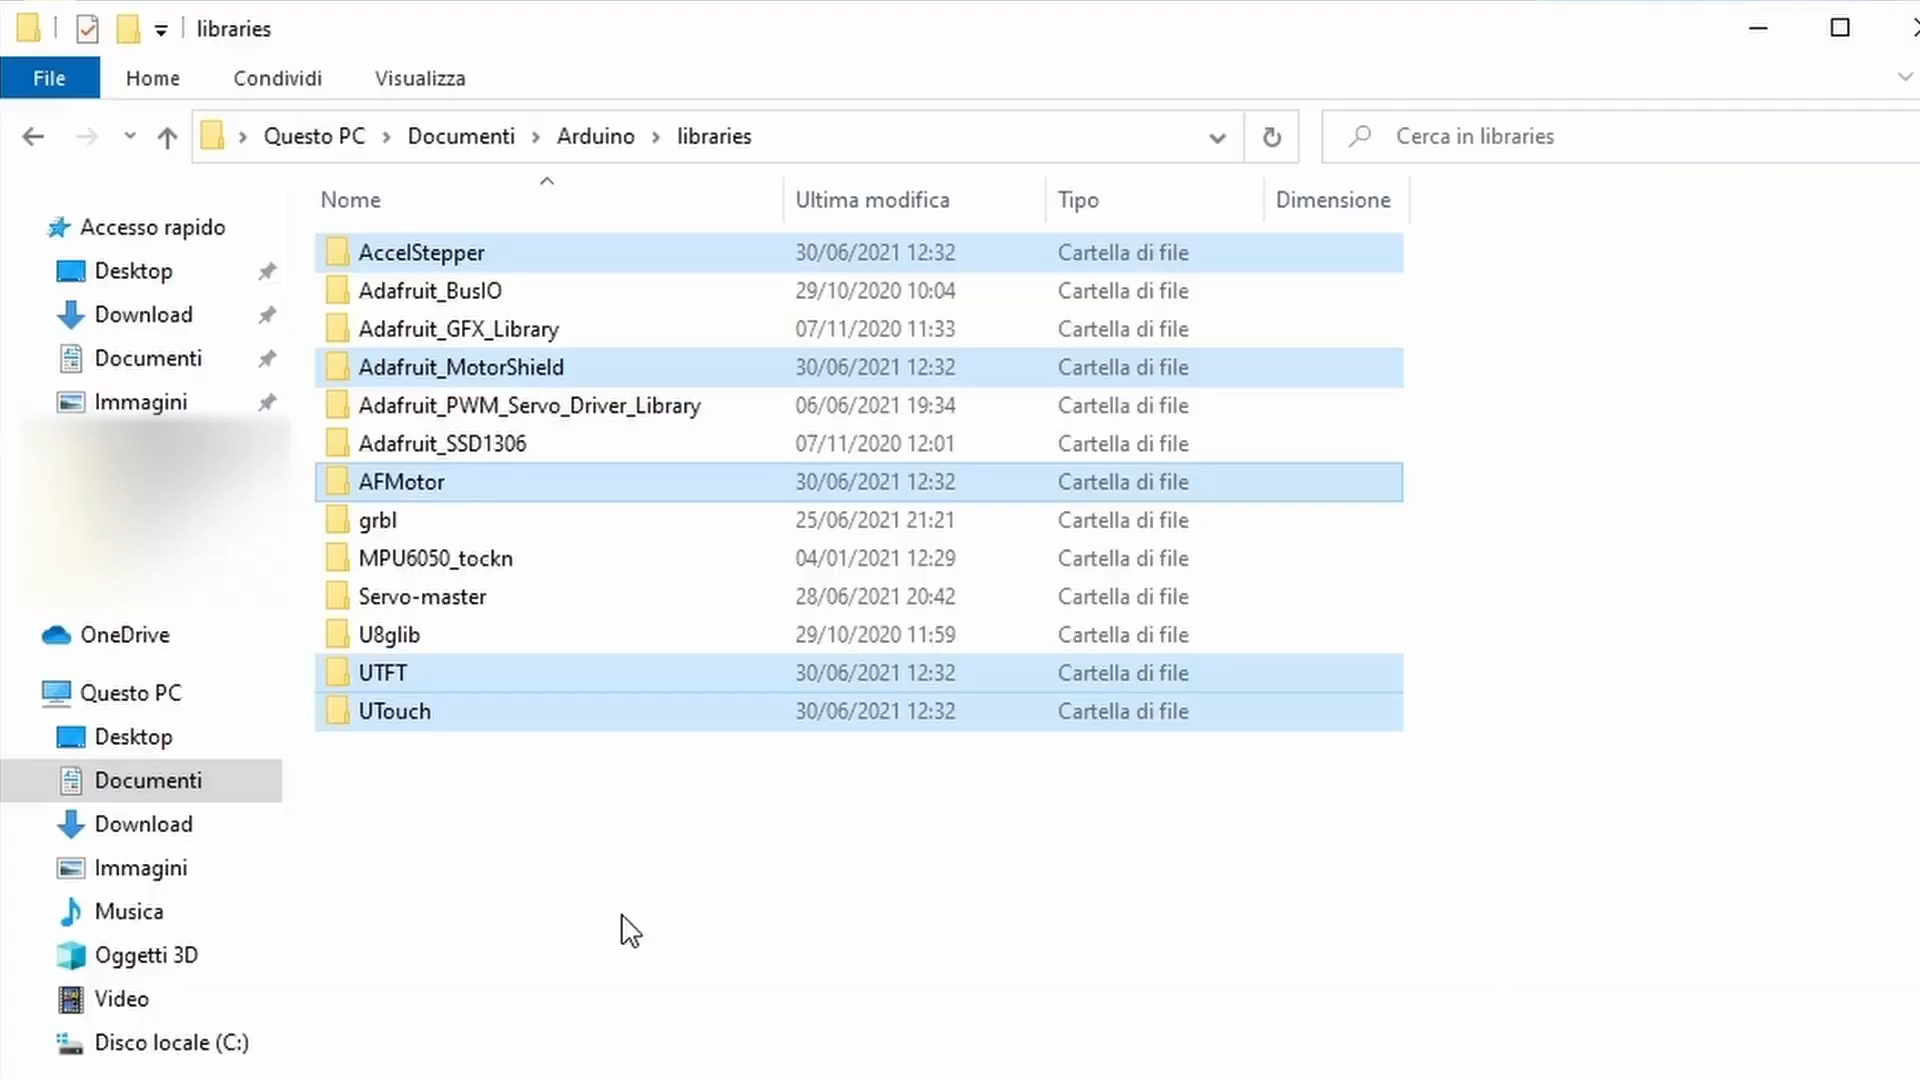 libraries
File Home Condividi Visualizza
Questo PC Documenti Arduino libraries
Cerca in libraries
Nome Ultima modifica Tipo Dimensione
Accesso rapido
Desktop
Download
Documenti
Immagini
OneDrive
Questo PC
Desktop
Documenti
Download
Immagini
Musica
Oggetti 3D
Video
Disco locale (C:)
AccelStepper 30/06/2021 12:32 Cartella di file
Adafruit_BusIO 29/10/2020 10:04 Cartella di file
Adafruit_GFX_Library 07/11/2020 11:33 Cartella di file
Adafruit_MotorShield 30/06/2021 12:32 Cartella di file
Adafruit_PWM_Servo_Driver_Library 06/06/2021 19:34 Cartella di file
Adafruit_SSD1306 07/11/2020 12:01 Cartella di file
AFMotor 30/06/2021 12:32 Cartella di file
grbl 25/06/2021 21:21 Cartella di file
MPU6050_tockn 04/01/2021 12:29 Cartella di file
Servo-master 28/06/2021 20:42 Cartella di file
U8glib 29/10/2020 11:59 Cartella di file
UTFT 30/06/2021 12:32 Cartella di file
UTouch 30/06/2021 12:32 Cartella di file